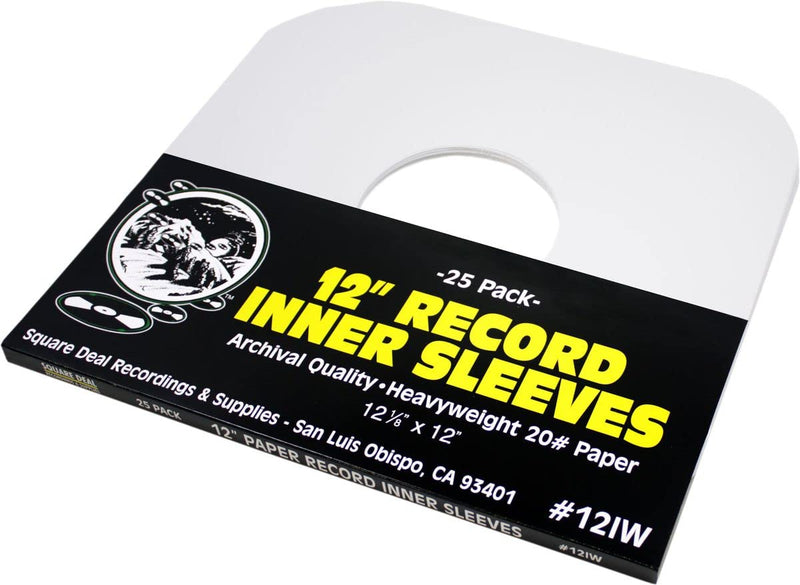 -25 Pack-
12" RECORD
INNER SLEEVES
Archival Quality • Heavyweight 20# Paper
12 1/8" x 12"
Square Deal Recordings & Supplies - San Luis Obispo, CA 93401
#12IW
TM
SQUARE DEAL
25 PACK
12" PAPER RECORD INNER SLEEVES
#12IW